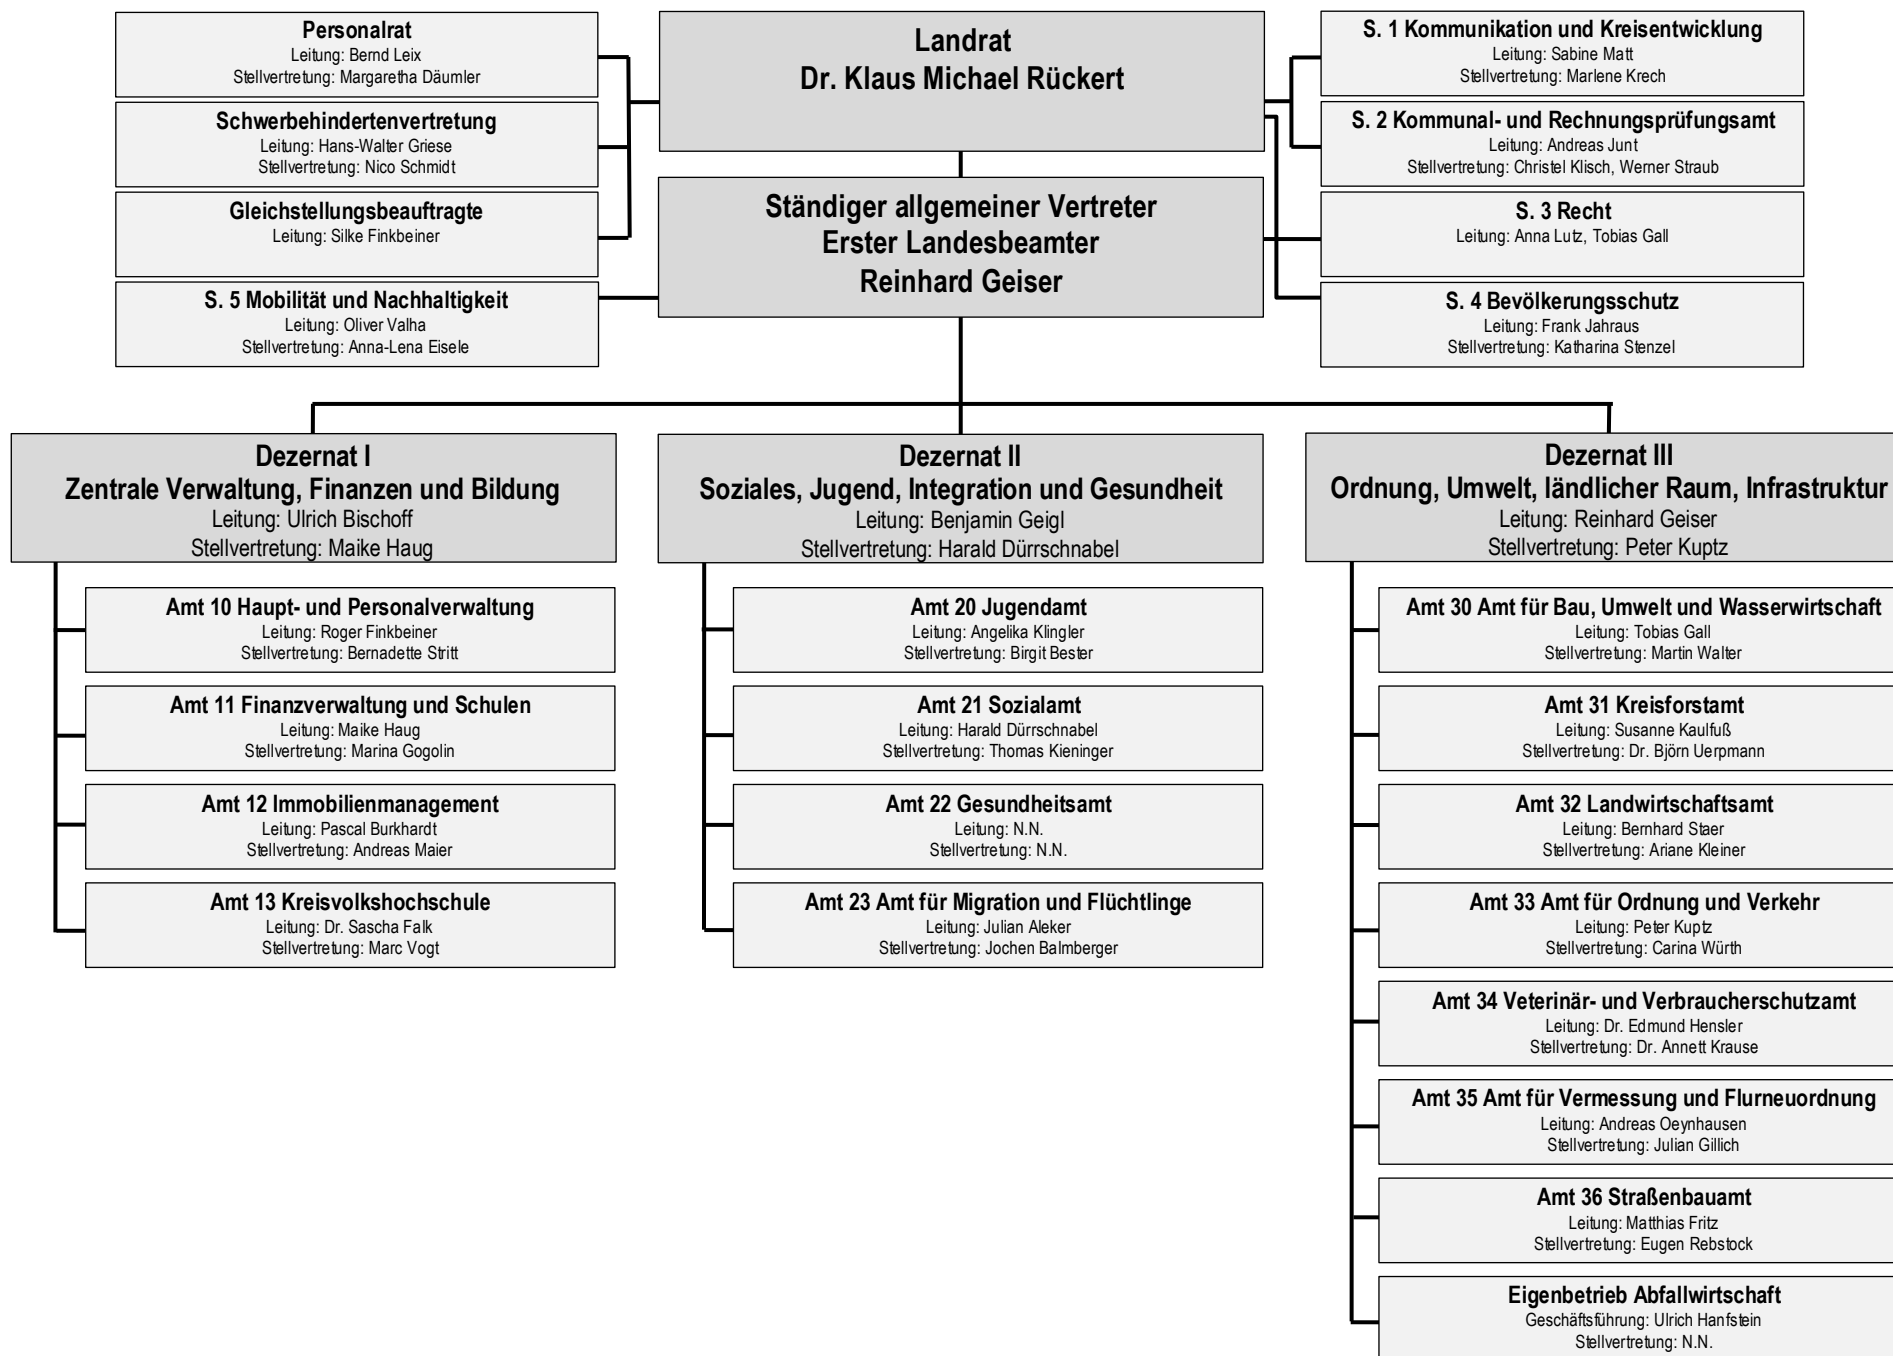 Personalrat
Leitung: Bernd Leix
Stellvertretung: Margaretha Däumler
Schwerbehindertenvertretung
Leitung: Hans-Walter Griese
Stellvertretung: Nico Schmidt
Gleichstellungsbeauftragte
Leitung: Silke Finkbeiner
S. 5 Mobilität und Nachhaltigkeit
Leitung: Oliver Valha
Stellvertretung: Anna-Lena Eisele
Landrat
Dr. Klaus Michael Rückert
Ständiger allgemeiner Vertreter
Erster Landesbeamter
Reinhard Geiser
S. 1 Kommunikation und Kreisentwicklung
Leitung: Sabine Matt
Stellvertretung: Marlene Krech
S. 2 Kommunal- und Rechnungsprüfungsamt
Leitung: Andreas Junt
Stellvertretung: Christel Klisch, Werner Straub
S. 3 Recht
Leitung: Anna Lutz, Tobias Gall
S. 4 Bevölkerungsschutz
Leitung: Frank Jahraus
Stellvertretung: Katharina Stenzel
Dezernat I
Zentrale Verwaltung, Finanzen und Bildung
Leitung: Ulrich Bischoff
Stellvertretung: Maike Haug
Amt 10 Haupt- und Personalverwaltung
Leitung: Roger Finkbeiner
Stellvertretung: Bernadette Stritt
Amt 11 Finanzverwaltung und Schulen
Leitung: Maike Haug
Stellvertretung: Marina Gogolin
Amt 12 Immobilienmanagement
Leitung: Pascal Burkhardt
Stellvertretung: Andreas Maier
Amt 13 Kreisvolkshochschule
Leitung: Dr. Sascha Falk
Stellvertretung: Marc Vogt
Dezernat II
Soziales, Jugend, Integration und Gesundheit
Leitung: Benjamin Geigl
Stellvertretung: Harald Dürrschnabel
Amt 20 Jugendamt
Leitung: Angelika Klingler
Stellvertretung: Birgit Bester
Amt 21 Sozialamt
Leitung: Harald Dürrschnabel
Stellvertretung: Thomas Kieninger
Amt 22 Gesundheitsamt
Leitung: N.N.
Stellvertretung: N.N.
Amt 23 Amt für Migration und Flüchtlinge
Leitung: Julian Aleker
Stellvertretung: Jochen Balmberger
Dezernat III
Ordnung, Umwelt, ländlicher Raum, Infrastruktur
Leitung: Reinhard Geiser
Stellvertretung: Peter Kuptz
Amt 30 Amt für Bau, Umwelt und Wasserwirtschaft
Leitung: Tobias Gall
Stellvertretung: Martin Walter
Amt 31 Kreisforstamt
Leitung: Susanne Kaulfuß
Stellvertretung: Dr. Björn Uerpmann
Amt 32 Landwirtschaftsamt
Leitung: Bernhard Staer
Stellvertretung: Ariane Kleiner
Amt 33 Amt für Ordnung und Verkehr
Leitung: Peter Kuptz
Stellvertretung: Carina Würth
Amt 34 Veterinär- und Verbraucherschutzamt
Leitung: Dr. Edmund Hensler
Stellvertretung: Dr. Annett Krause
Amt 35 Amt für Vermessung und Flurneuordnung
Leitung: Andreas Oeynhausen
Stellvertretung: Julian Gillich
Amt 36 Straßenbauamt
Leitung: Matthias Fritz
Stellvertretung: Eugen Rebstock
Eigenbetrieb Abfallwirtschaft
Geschäftsführung: Ulrich Hanfstein
Stellvertretung: N.N.